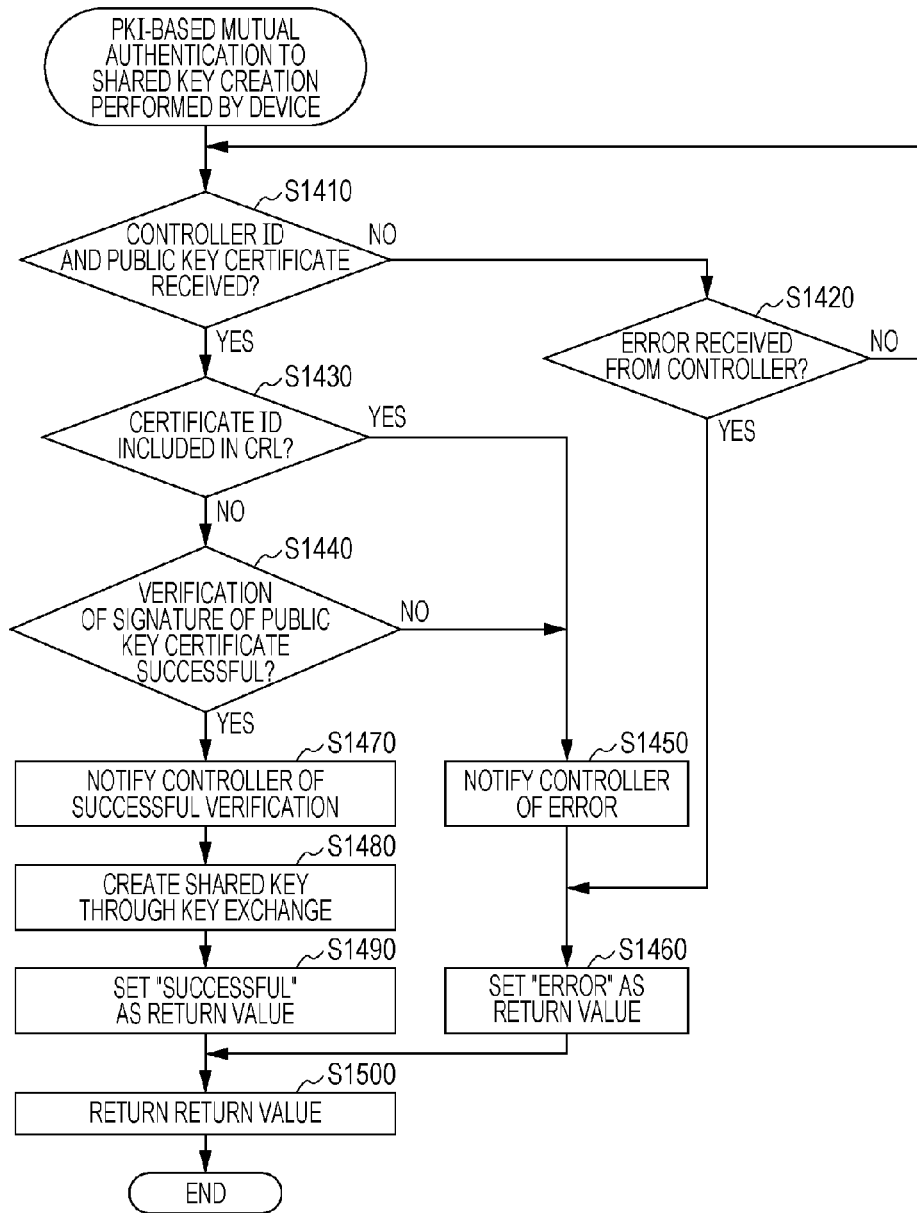 PKI-BASED MUTUAL
AUTHENTICATION TO
SHARED KEY CREATION
PERFORMED BY DEVICE
S1410
CONTROLLER ID
AND PUBLIC KEY CERTIFICATE
RECEIVED?
NO
YES
S1420
ERROR RECEIVED
FROM CONTROLLER?
NO
YES
S1430
CERTIFICATE ID
INCLUDED IN CRL?
YES
NO
S1440
VERIFICATION
OF SIGNATURE OF PUBLIC
KEY CERTIFICATE
SUCCESSFUL?
NO
YES
S1470
NOTIFY CONTROLLER OF
SUCCESSFUL VERIFICATION
S1450
NOTIFY CONTROLLER
OF ERROR
S1480
CREATE SHARED KEY
THROUGH KEY EXCHANGE
S1490
SET "SUCCESSFUL"
AS RETURN VALUE
S1460
SET "ERROR" AS
RETURN VALUE
S1500
RETURN RETURN VALUE
END